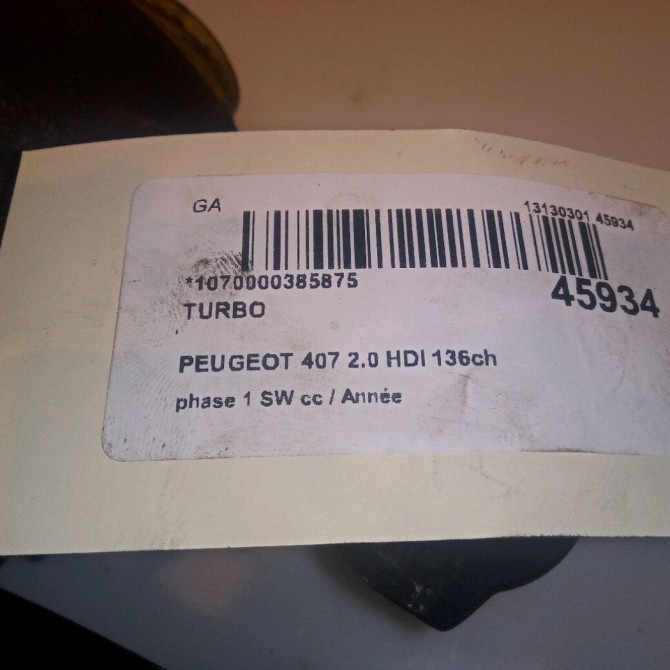 GA
13130301 45934
*1070000385875
45934
TURBO
PEUGEOT 407 2.0 HDI 136ch
phase 1 SW cc / Année